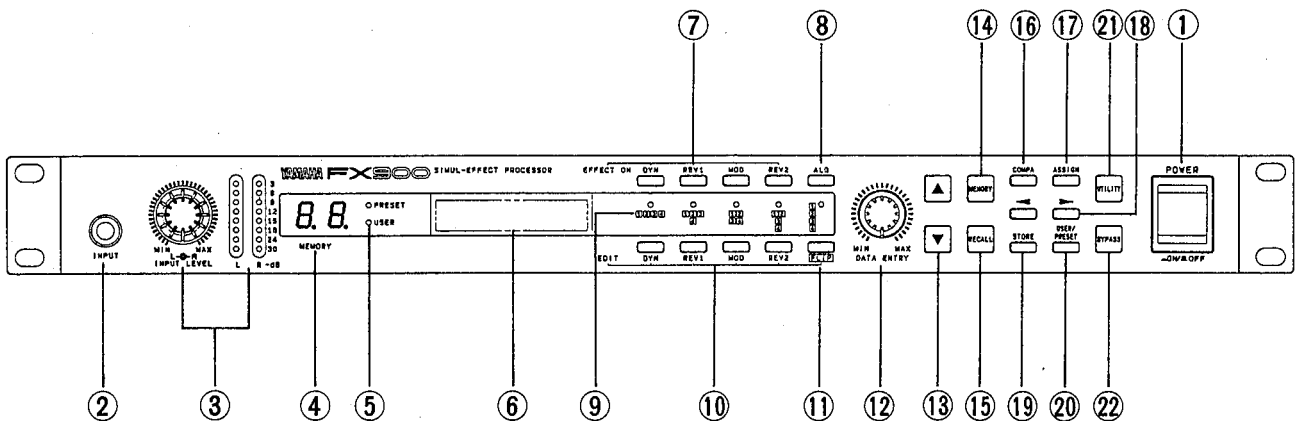 7 8 14 16 17 21 18 1
YAMAHA FX900 SIMUL-EFFECT PROCESSOR
EFFECT ON DYN REV1 MOD REV2 ALG
COMPA ASSIGN
POWER
MEMORY UTILITY
PRESET
USER
8.8.
3
6
9
12
15
18
24
30
STORE USER/
PRESET
RECALL BYPASS
INPUT
MIN MAX
L-R
INPUT LEVEL L R -dB
MEMORY
EDIT DYN REV1 MOD REV2
MIN MAX
DATA ENTRY
ON/OFF
9
2 3 4 5 6 10 11 12 13 15 19 20 22